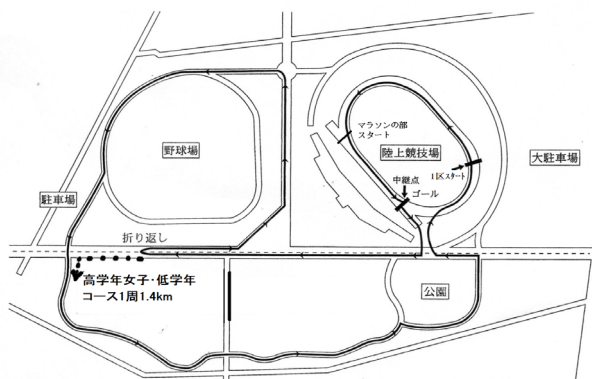 マラソンの部
スタート
野球場
陸上競技場
大駐車場
1区スタート
中継点
ゴール
駐車場
折り返し
高学年女子・低学年
コース1周1.4km
公園